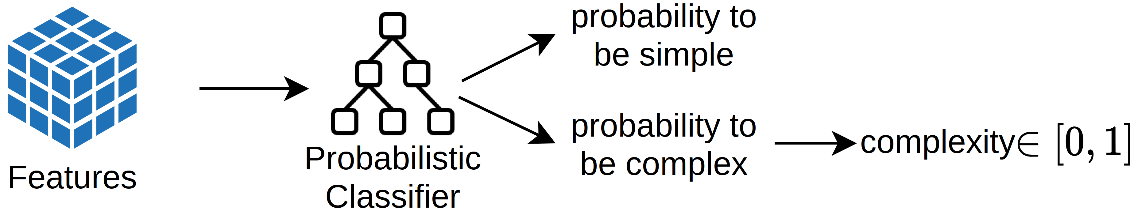 Features
Probabilistic
Classifier
probability to
be simple
probability to
be complex
complexity∈ [0, 1]